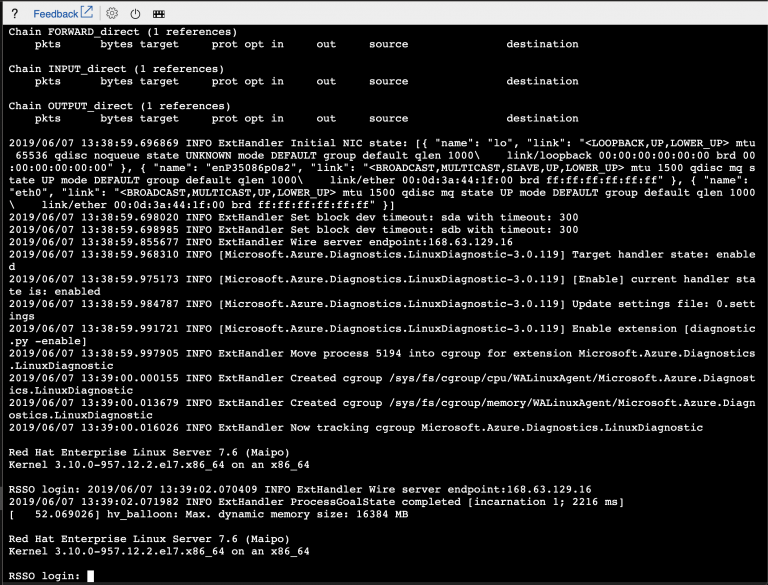 ? Feedback
Chain FORWARD_direct (1 references)
pkts bytes target prot opt in out source destination
Chain INPUT_direct (1 references)
pkts bytes target prot opt in out source destination
Chain OUTPUT_direct (1 references)
pkts bytes target prot opt in out source destination
2019/06/07 13:38:59.696869 INFO ExtHandler Initial NIC state: [{ "name": "lo", "link": "<LOOPBACK,UP,LOWER_UP> mtu
65536 qdisc noqueue state UNKNOWN mode DEFAULT group default qlen 1000\ link/loopback 00:00:00:00:00:00 brd 00
:00:00:00:00:00" }, { "name": "enP35086p0s2", "link": "<BROADCAST,MULTICAST,SLAVE,UP,LOWER_UP> mtu 1500 qdisc mq s
tate UP mode DEFAULT group default qlen 1000\ link/ether 00:0d:3a:44:1f:00 brd ff:ff:ff:ff:ff:ff" }, { "name":
"eth0", "link": "<BROADCAST,MULTICAST,UP,LOWER_UP> mtu 1500 qdisc mq state UP mode DEFAULT group default qlen 1000
\ link/ether 00:0d:3a:44:1f:00 brd ff:ff:ff:ff:ff:ff" }]
2019/06/07 13:38:59.698020 INFO ExtHandler Set block dev timeout: sda with timeout: 300
2019/06/07 13:38:59.698985 INFO ExtHandler Set block dev timeout: sdb with timeout: 300
2019/06/07 13:38:59.855677 INFO ExtHandler Wire server endpoint:168.63.129.16
2019/06/07 13:38:59.968310 INFO ExtHandler [Microsoft.Azure.Diagnostics.LinuxDiagnostic-3.0.119] Target handler state: enable
d
2019/06/07 13:38:59.975173 INFO ExtHandler [Microsoft.Azure.Diagnostics.LinuxDiagnostic-3.0.119] [Enable] current handler sta
te is: enabled
2019/06/07 13:38:59.984787 INFO ExtHandler [Microsoft.Azure.Diagnostics.LinuxDiagnostic-3.0.119] Update settings file: 0.sett
ings
2019/06/07 13:38:59.991721 INFO ExtHandler [Microsoft.Azure.Diagnostics.LinuxDiagnostic-3.0.119] Enable extension [diagnostic
.py -enable]
2019/06/07 13:38:59.997905 INFO ExtHandler Move process 5194 into cgroup for extension Microsoft.Azure.Diagnostics
.LinuxDiagnostic
2019/06/07 13:39:00.000155 INFO ExtHandler Created cgroup /sys/fs/cgroup/cpu/WALinuxAgent/Microsoft.Azure.Diagnost
ics.LinuxDiagnostic
2019/06/07 13:39:00.013679 INFO ExtHandler Created cgroup /sys/fs/cgroup/memory/WALinuxAgent/Microsoft.Azure.Diagn
ostics.LinuxDiagnostic
2019/06/07 13:39:00.016026 INFO ExtHandler Now tracking cgroup Microsoft.Azure.Diagnostics.LinuxDiagnostic
Red Hat Enterprise Linux Server 7.6 (Maipo)
Kernel 3.10.0-957.12.2.el7.x86_64 on an x86_64
RSSO login: 2019/06/07 13:39:02.070409 INFO ExtHandler Wire server endpoint:168.63.129.16
2019/06/07 13:39:02.071982 INFO ExtHandler ProcessGoalState completed [incarnation 1; 2216 ms]
[ 52.069026] hv_balloon: Max. dynamic memory size: 16384 MB
Red Hat Enterprise Linux Server 7.6 (Maipo)
Kernel 3.10.0-957.12.2.el7.x86_64 on an x86_64
RSSO login: